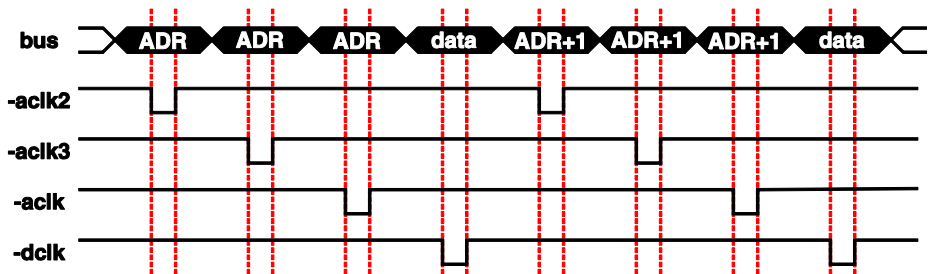 bus ADR ADR ADR data ADR+1 ADR+1 ADR+1 data
-aclk2
-aclk3
-aclk
-dclk